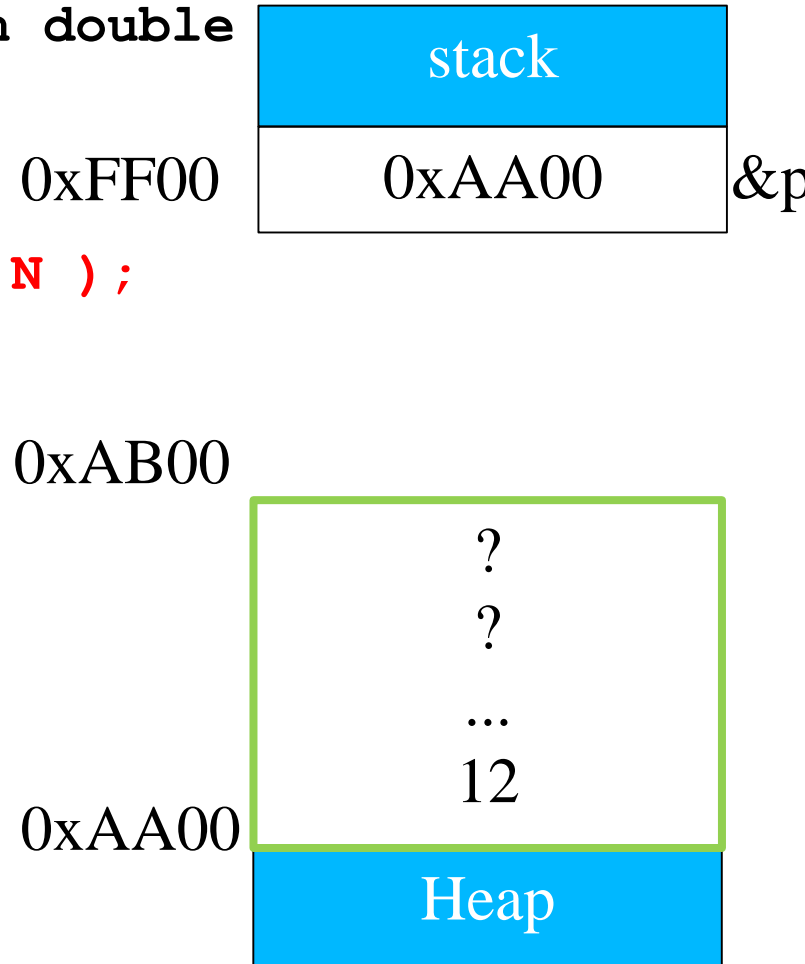 double
stack
0xFF00 0xAA00 &p
N );
0xAB00
?
?
...
12
0xAA00
Heap